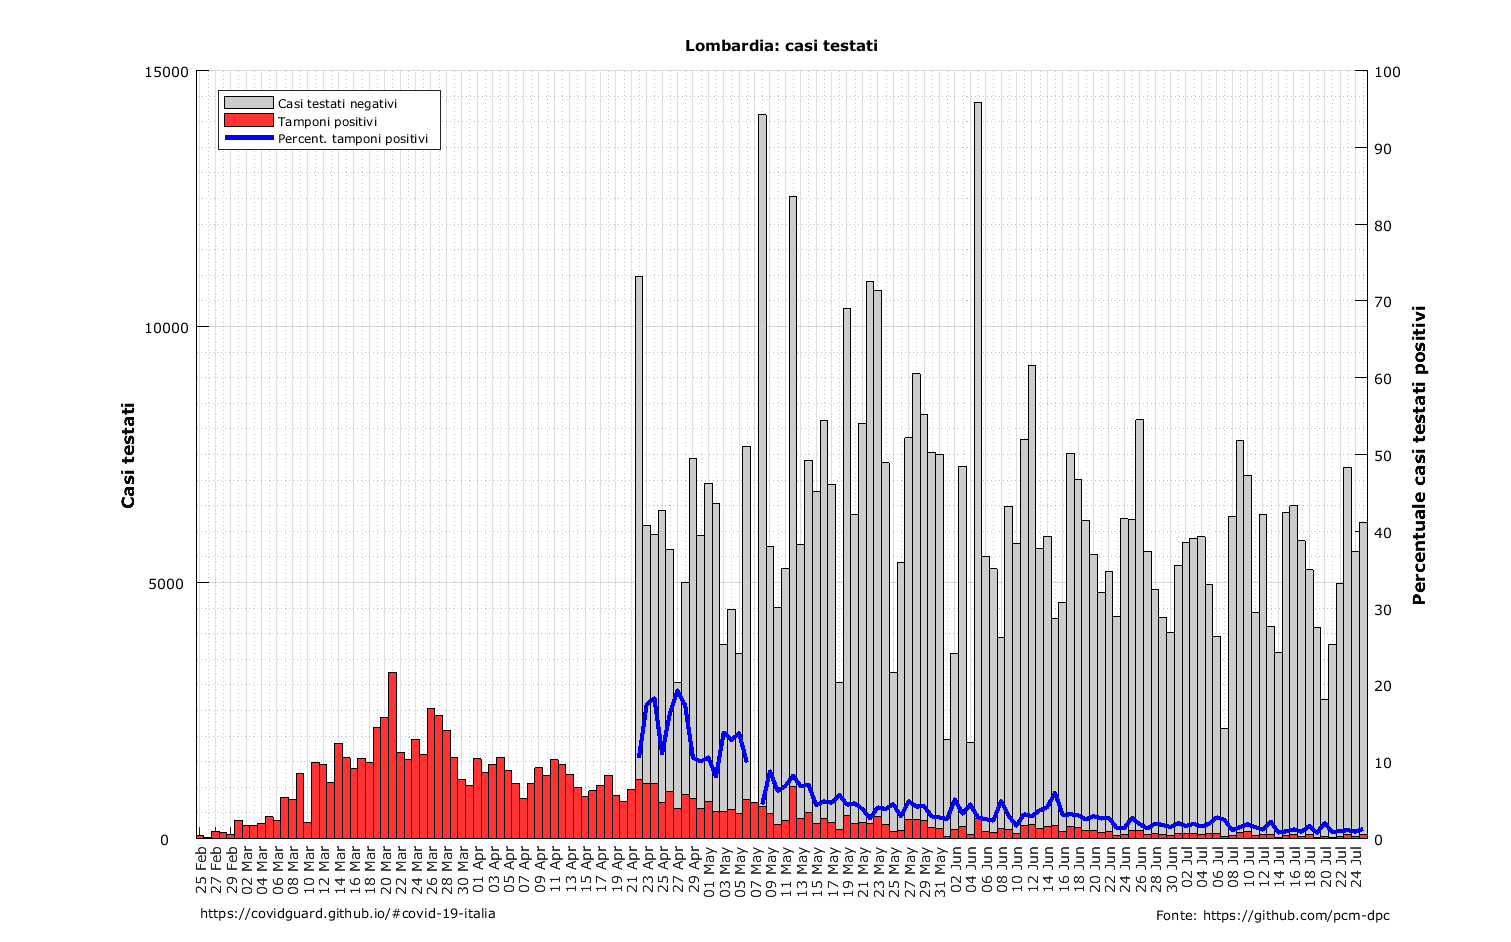 Lombardia: casi testati
15000
10000
5000
0
Casi testati
Casi testati negativi
Tamponi positivi
Percent. tamponi positivi
100
90
80
70
60
50
40
30
20
10
0
Percentuale casi testati positivi
25 Feb
27 Feb
29 Feb
02 Mar
04 Mar
06 Mar
08 Mar
10 Mar
12 Mar
14 Mar
16 Mar
18 Mar
20 Mar
22 Mar
24 Mar
26 Mar
28 Mar
30 Mar
01 Apr
03 Apr
05 Apr
07 Apr
09 Apr
11 Apr
13 Apr
15 Apr
17 Apr
19 Apr
21 Apr
23 Apr
25 Apr
27 Apr
29 Apr
01 May
03 May
05 May
07 May
09 May
11 May
13 May
15 May
17 May
19 May
21 May
23 May
25 May
27 May
29 May
31 May
02 Jun
04 Jun
06 Jun
08 Jun
10 Jun
12 Jun
14 Jun
16 Jun
18 Jun
20 Jun
22 Jun
24 Jun
26 Jun
28 Jun
30 Jun
02 Jul
04 Jul
06 Jul
08 Jul
10 Jul
12 Jul
14 Jul
16 Jul
18 Jul
20 Jul
22 Jul
24 Jul
https://covidguard.github.io/#covid-19-italia
Fonte: https://github.com/pcm-dpc